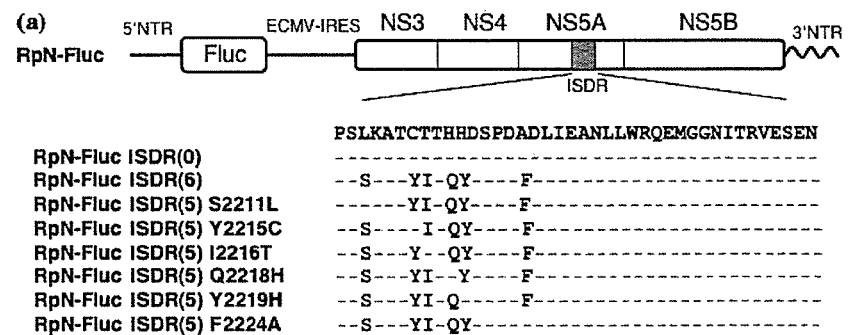 (a)
5'NTR ECMV-IRES NS3 NS4 NS5A NS5B 3'NTR
RpN-Fluc Fluc
ISDR
PSLKATCTTHHDSPDADLIEANLLWRQEMGGNITRVESEN
RpN-Fluc ISDR(0) ----------------------------------------
RpN-Fluc ISDR(6) --S---YI-QY----F------------------------
RpN-Fluc ISDR(5) S2211L ------YI-QY----F------------------------
RpN-Fluc ISDR(5) Y2215C --S----I-QY----F------------------------
RpN-Fluc ISDR(5) I2216T --S---Y--QY----F------------------------
RpN-Fluc ISDR(5) Q2218H --S---YI--Y----F------------------------
RpN-Fluc ISDR(5) Y2219H --S---YI-Q-----F------------------------
RpN-Fluc ISDR(5) F2224A --S---YI-QY-----------------------------